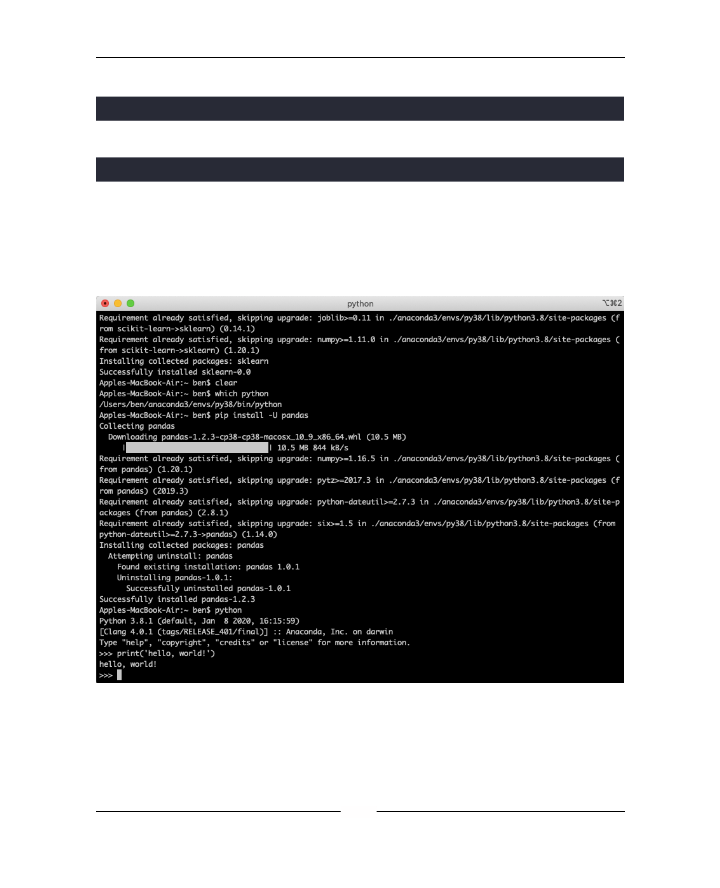 python
⌥⌘2
Requirement already satisfied, skipping upgrade: joblib>=0.11 in ./anaconda3/envs/py38/lib/python3.8/site-packages (f
rom scikit-learn->sklearn) (0.14.1)
Requirement already satisfied, skipping upgrade: numpy>=1.11.0 in ./anaconda3/envs/py38/lib/python3.8/site-packages (
from scikit-learn->sklearn) (1.20.1)
Installing collected packages: sklearn
Successfully installed sklearn-0.0
Apples-MacBook-Air:~ ben$ clear
Apples-MacBook-Air:~ ben$ which python
/Users/ben/anaconda3/envs/py38/bin/python
Apples-MacBook-Air:~ ben$ pip install -U pandas
Collecting pandas
  Downloading pandas-1.2.3-cp38-cp38-macosx_10_9_x86_64.whl (10.5 MB)
     |                                | 10.5 MB 844 kB/s
Requirement already satisfied, skipping upgrade: numpy>=1.16.5 in ./anaconda3/envs/py38/lib/python3.8/site-packages (
from pandas) (1.20.1)
Requirement already satisfied, skipping upgrade: pytz>=2017.3 in ./anaconda3/envs/py38/lib/python3.8/site-packages (f
rom pandas) (2019.3)
Requirement already satisfied, skipping upgrade: python-dateutil>=2.7.3 in ./anaconda3/envs/py38/lib/python3.8/site-p
ackages (from pandas) (2.8.1)
Requirement already satisfied, skipping upgrade: six>=1.5 in ./anaconda3/envs/py38/lib/python3.8/site-packages (from
python-dateutil>=2.7.3->pandas) (1.14.0)
Installing collected packages: pandas
  Attempting uninstall: pandas
    Found existing installation: pandas 1.0.1
    Uninstalling pandas-1.0.1:
      Successfully uninstalled pandas-1.0.1
Successfully installed pandas-1.2.3
Apples-MacBook-Air:~ ben$ python
Python 3.8.1 (default, Jan  8 2020, 16:15:59)
[Clang 4.0.1 (tags/RELEASE_401/final)] :: Anaconda, Inc. on darwin
Type "help", "copyright", "credits" or "license" for more information.
>>> print('hello, world!')
hello, world!
>>>